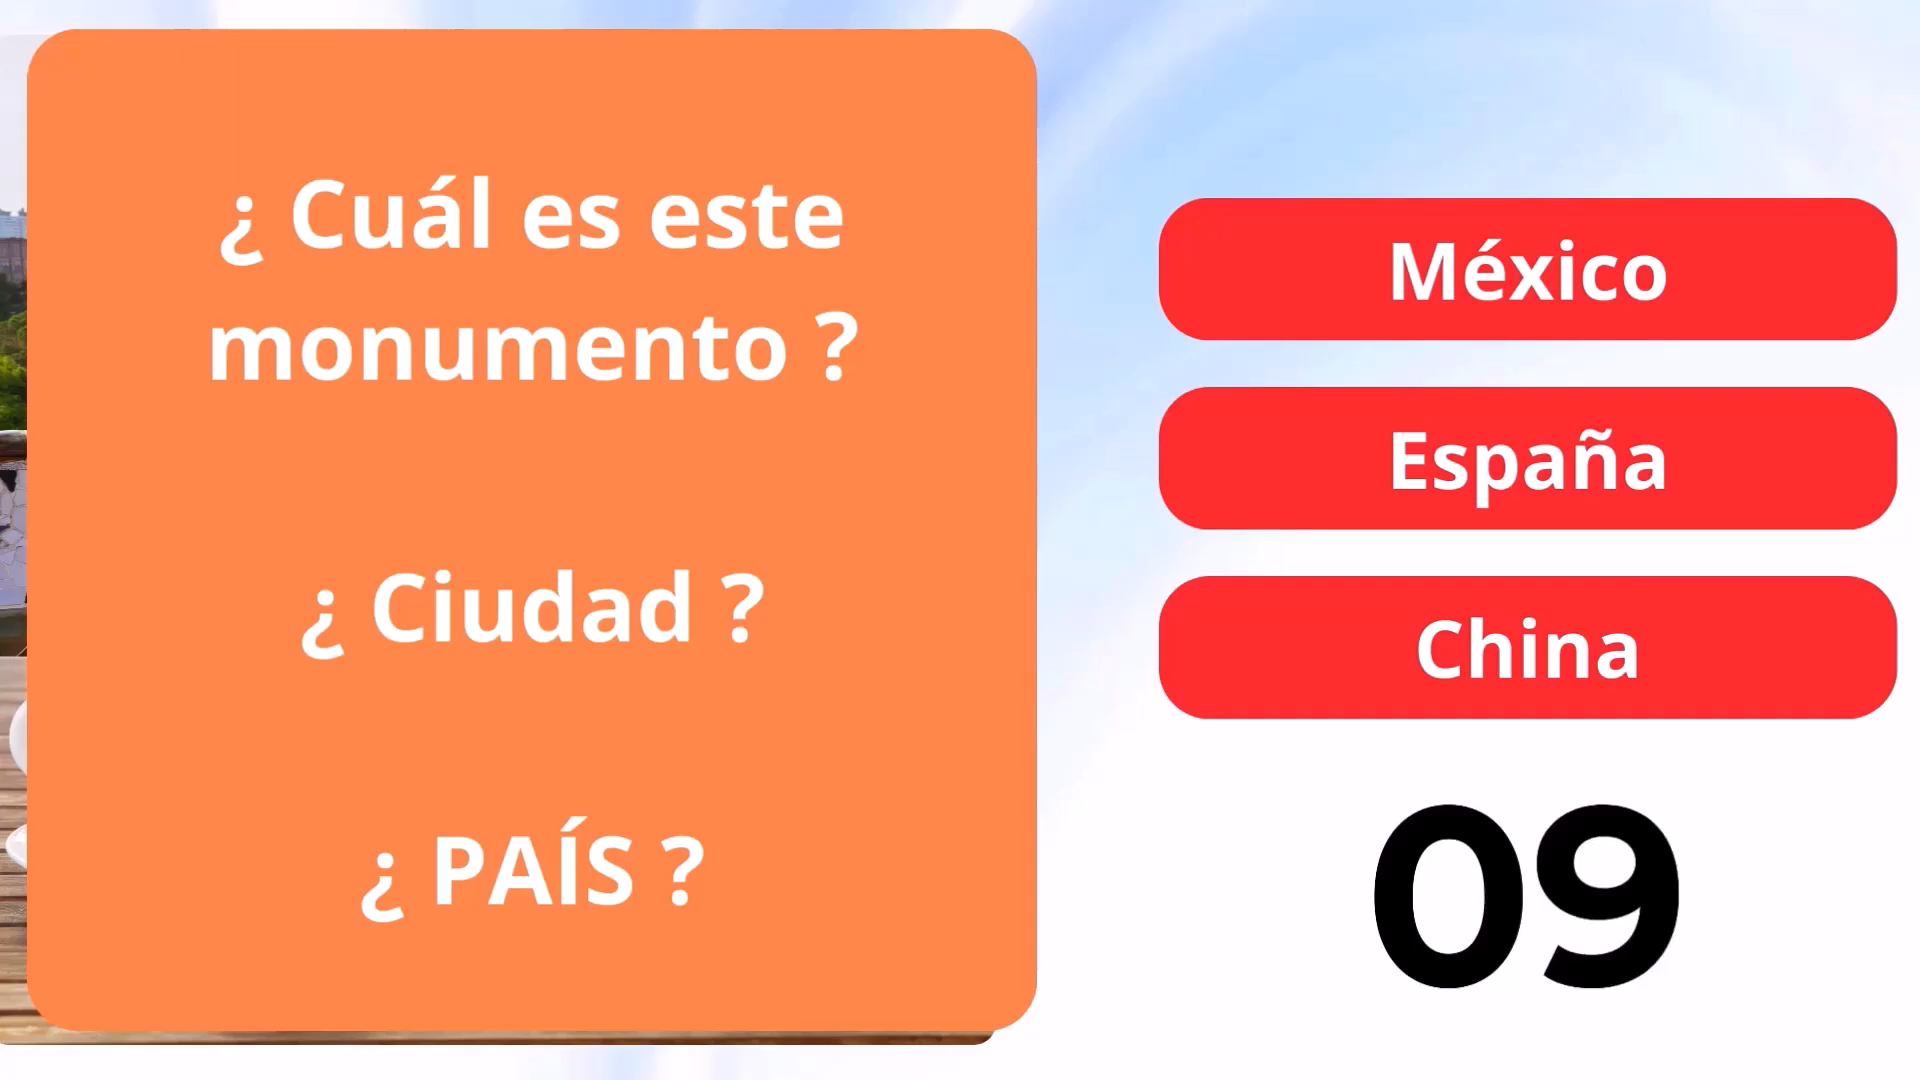 ¿ Cuál es este
monumento ?
¿ Ciudad ?
¿ PAÍS ?
México
España
China
09